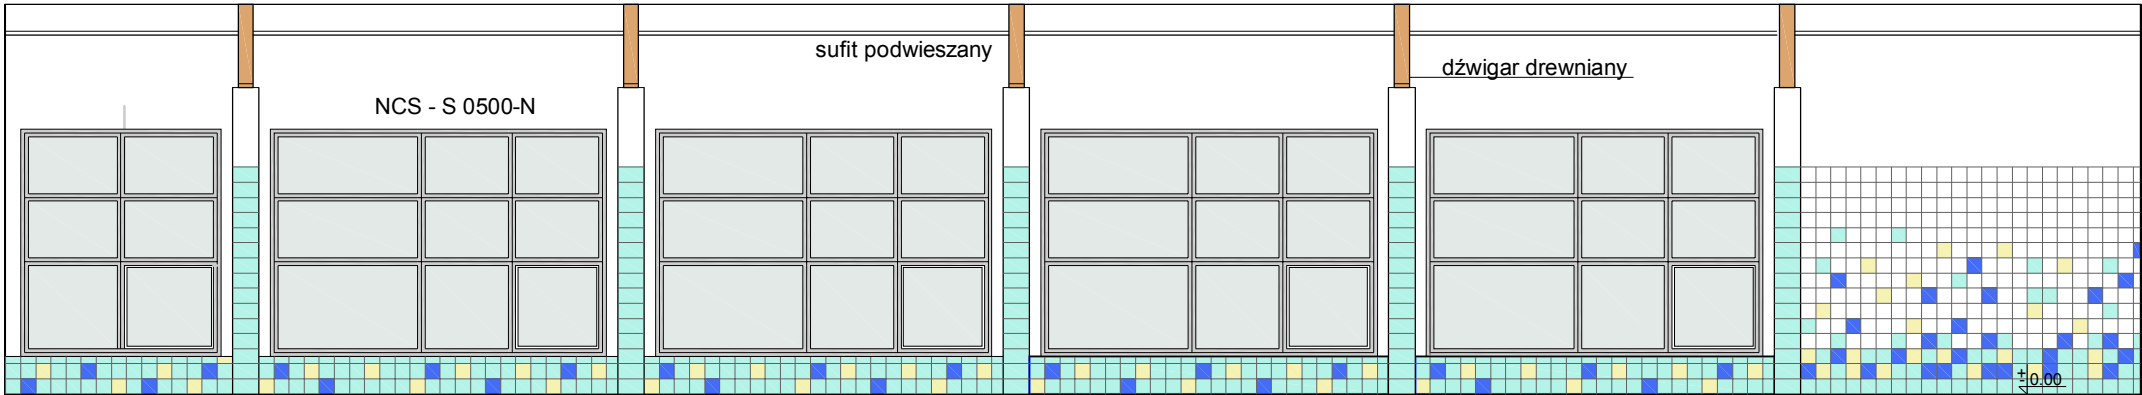 sufit podwieszany
dźwigar drewniany
NCS - S 0500-N
± 0.00